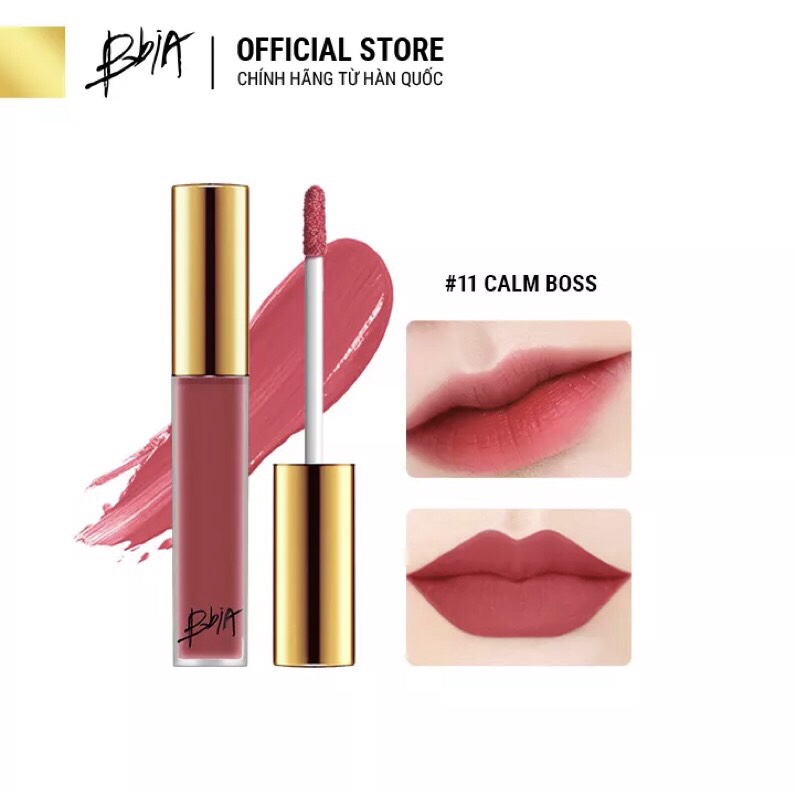 BbiA
OFFICIAL STORE
CHÍNH HÃNG TỪ HÀN QUỐC
#11 CALM BOSS
BbiA